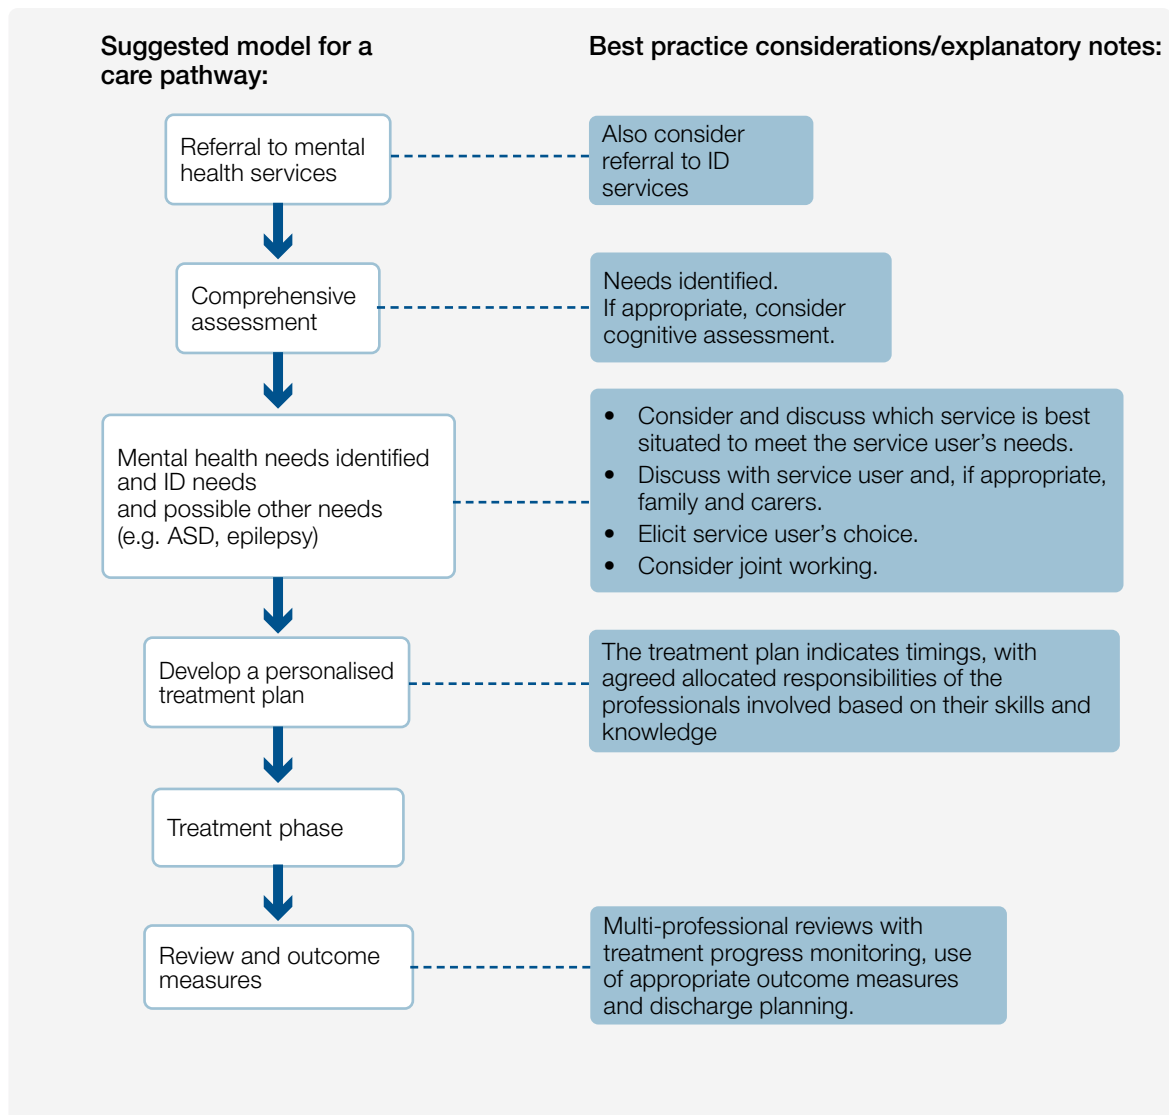 Suggested model for a
care pathway:
Best practice considerations/explanatory notes:
Referral to mental
health services
Also consider
referral to ID
services
Comprehensive
assessment
Needs identified.
If appropriate, consider
cognitive assessment.
Mental health needs identified
and ID needs
and possible other needs
(e.g. ASD, epilepsy)
• Consider and discuss which service is best
situated to meet the service user’s needs.
• Discuss with service user and, if appropriate,
family and carers.
• Elicit service user’s choice.
• Consider joint working.
Develop a personalised
treatment plan
The treatment plan indicates timings, with
agreed allocated responsibilities of the
professionals involved based on their skills and
knowledge
Treatment phase
Review and outcome
measures
Multi-professional reviews with
treatment progress monitoring, use
of appropriate outcome measures
and discharge planning.